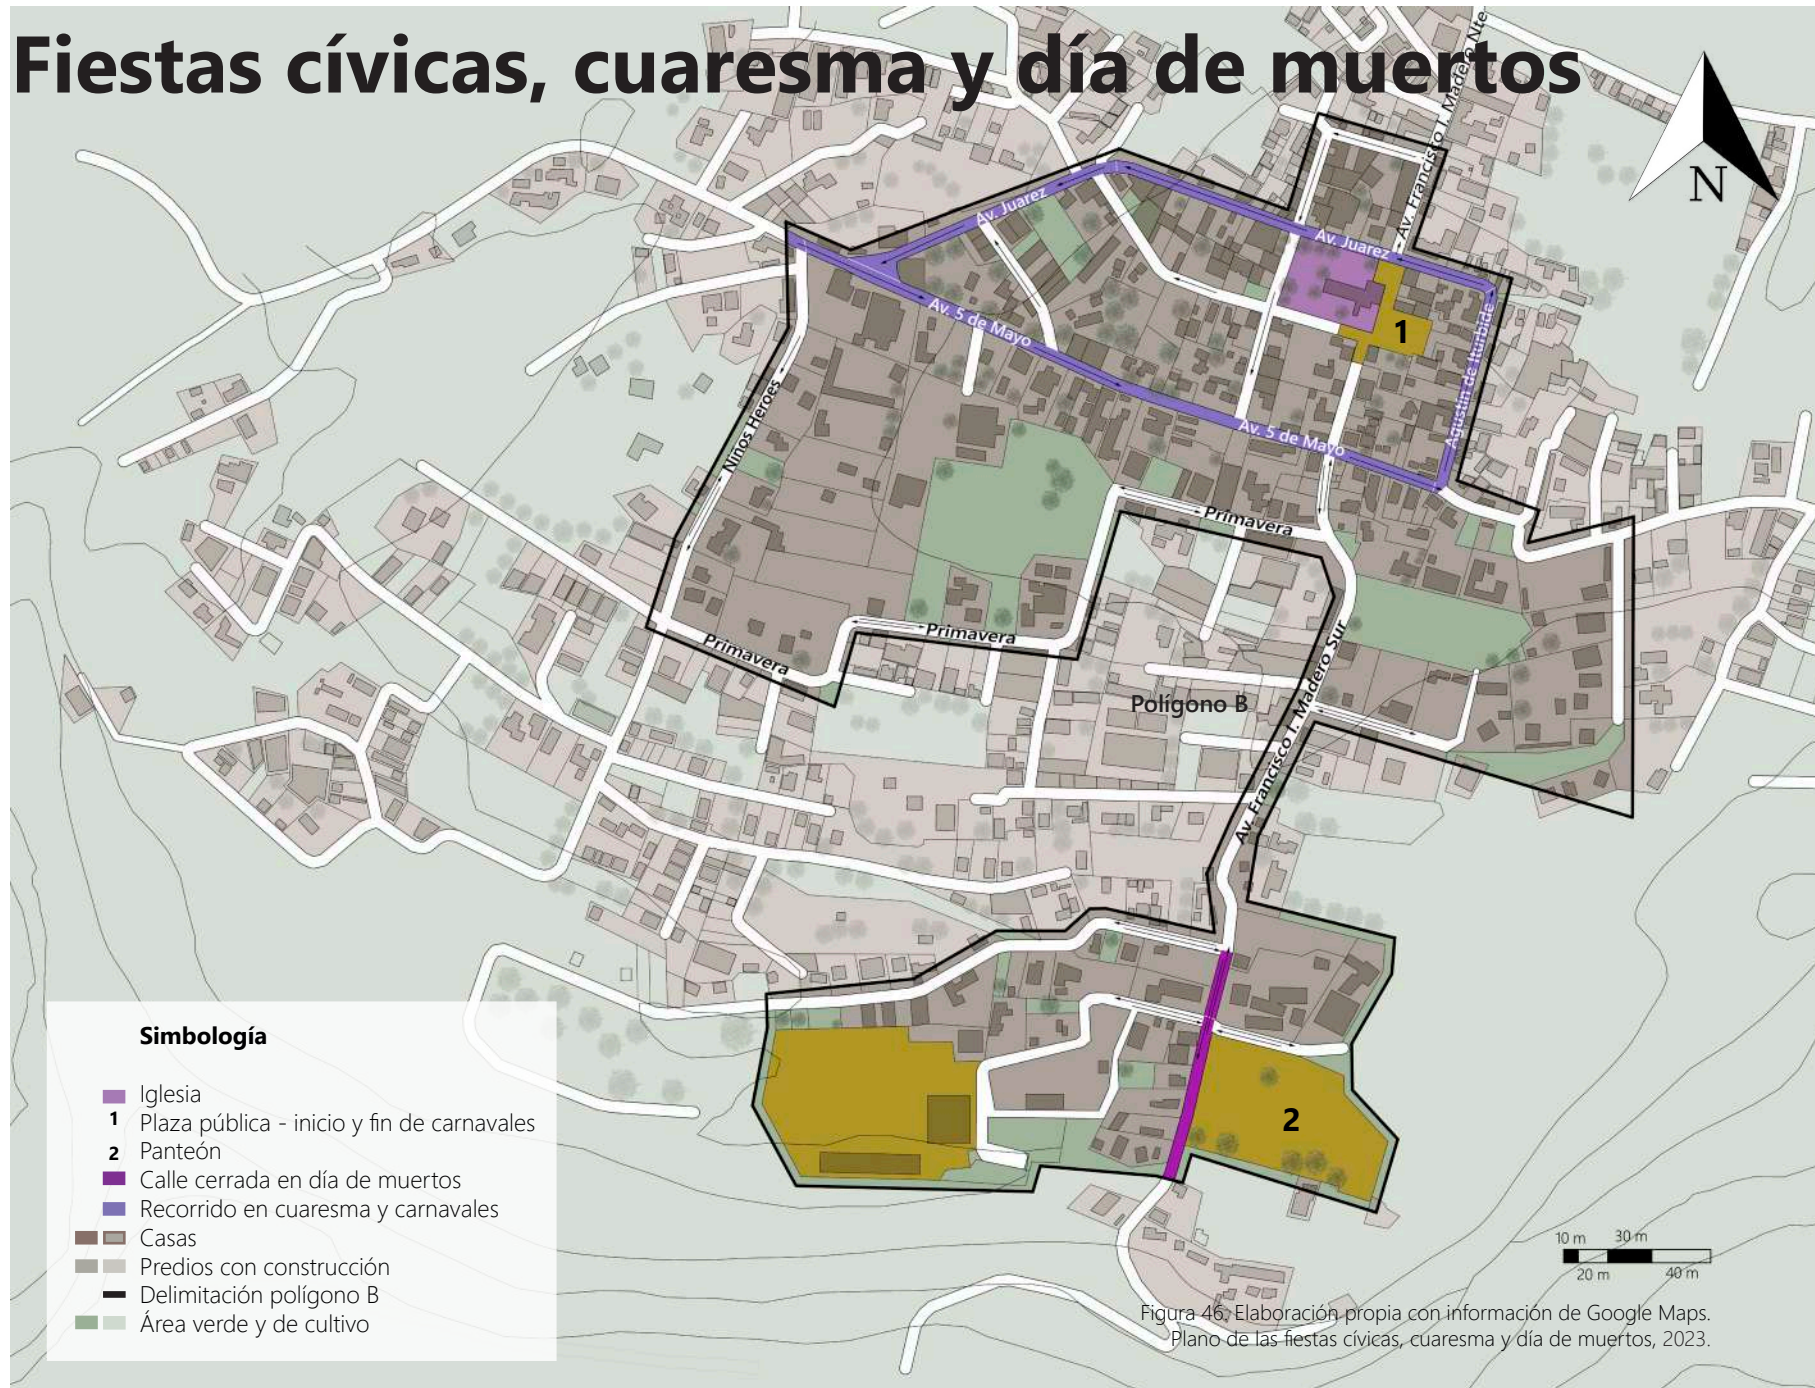 Fiestas cívicas, cuaresma y día de muertos
Av. Francisco I. Madero Nte
N
Av. Juarez
Av. Juarez
1
Av. 5 de Mayo
Agustin de Iturbide
Ninos Heroes
Av. 5 de Mayo
Primavera
Primavera
Primavera
Polígono B
Av. Francisco I. Madero Sur
2
Simbología
Iglesia
1 Plaza pública - inicio y fin de carnavales
2 Panteón
Calle cerrada en día de muertos
Recorrido en cuaresma y carnavales
Casas
Predios con construcción
Delimitación polígono B
Área verde y de cultivo
10 m 30 m
20 m 40 m
Figura 46. Elaboración propia con información de Google Maps.
Plano de las fiestas cívicas, cuaresma y día de muertos, 2023.